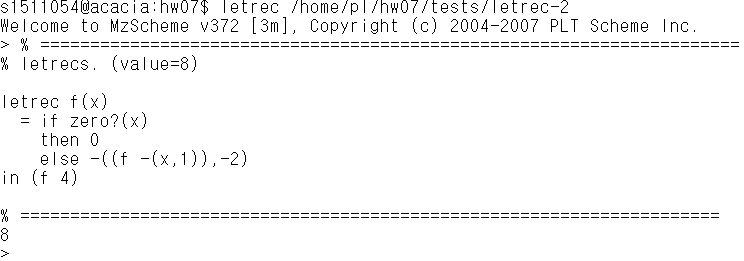 s1511054@acacia:hw07$ letrec /home/pl/hw07/tests/letrec-2
Welcome to MzScheme v372 [3m], Copyright (c) 2004-2007 PLT Scheme Inc.
> % ======================================================================
% letrecs. (value=8)
letrec f(x)
= if zero?(x)
then 0
else -((f -(x,1)),-2)
in (f 4)
% ======================================================================
8
>